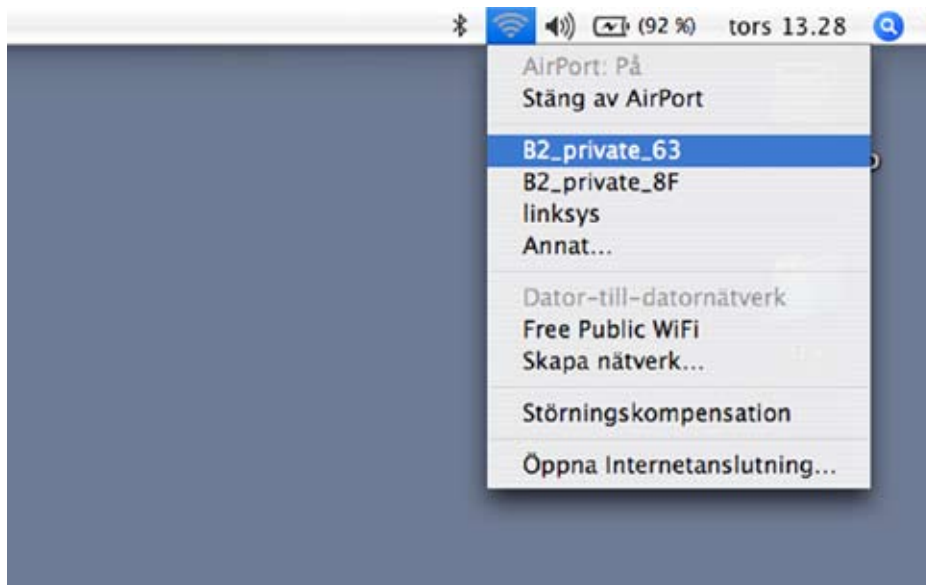 (92 %) tors 13.28
AirPort: På
Stäng av AirPort
B2_private_63
B2_private_8F
linksys
Annat...
Dator-till-datornätverk
Free Public WiFi
Skapa nätverk...
Störningskompensation
Öppna Internetanslutning...